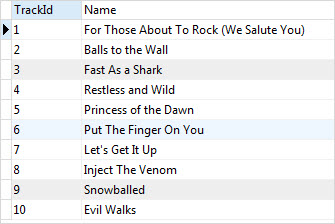 TrackId Name
1 For Those About To Rock (We Salute You)
2 Balls to the Wall
3 Fast As a Shark
4 Restless and Wild
5 Princess of the Dawn
6 Put The Finger On You
7 Let's Get It Up
8 Inject The Venom
9 Snowballed
10 Evil Walks